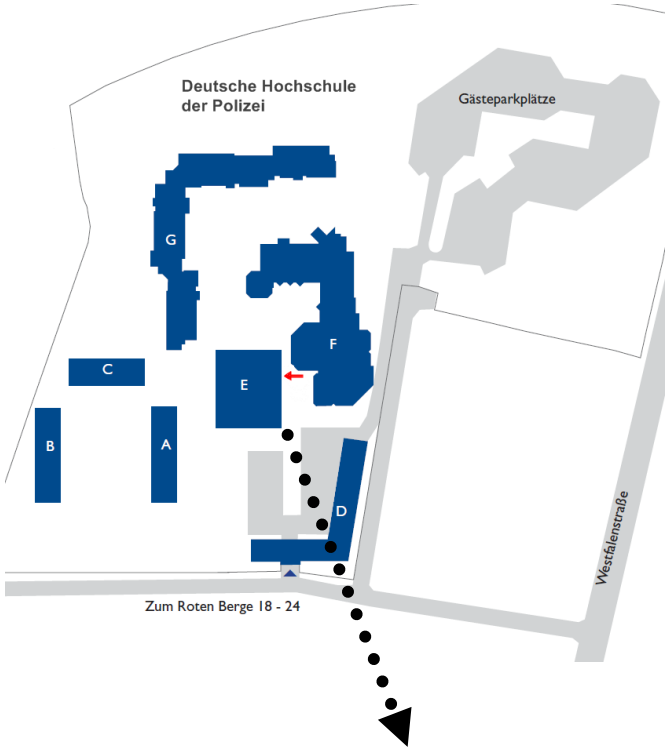 Deutsche Hochschule
der Polizei
Gästeparkplätze
G
F
C
E
B
A
D
Westfalenstraße
Zum Roten Berge 18 - 24